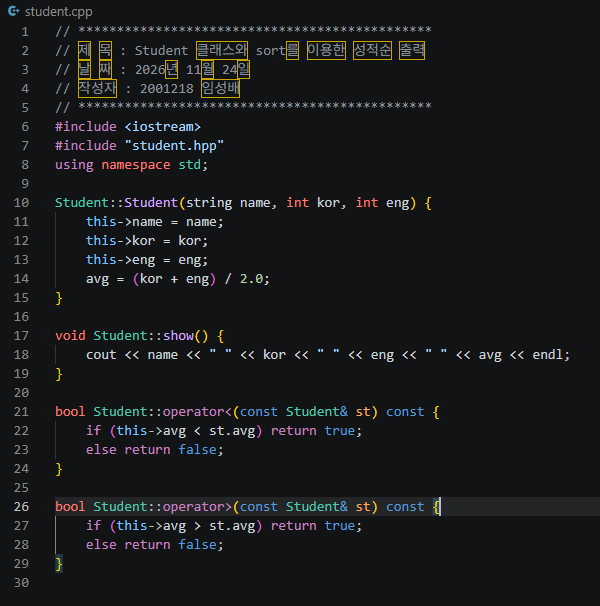 student.cpp
1 // **********************************************
2 // 제 목 : Student 클래스와 sort를 이용한 성적순 출력
3 // 날 짜 : 2026년 11월 24일
4 // 작성자 : 2001218 임성배
5 // **********************************************
6 #include <iostream>
7 #include "student.hpp"
8 using namespace std;
9
10 Student::Student(string name, int kor, int eng) {
11     this->name = name;
12     this->kor = kor;
13     this->eng = eng;
14     avg = (kor + eng) / 2.0;
15 }
16
17 void Student::show() {
18     cout << name << " " << kor << " " << eng << " " << avg << endl;
19 }
20
21 bool Student::operator<(const Student& st) const {
22     if (this->avg < st.avg) return true;
23     else return false;
24 }
25
26 bool Student::operator>(const Student& st) const {
27     if (this->avg > st.avg) return true;
28     else return false;
29 }
30